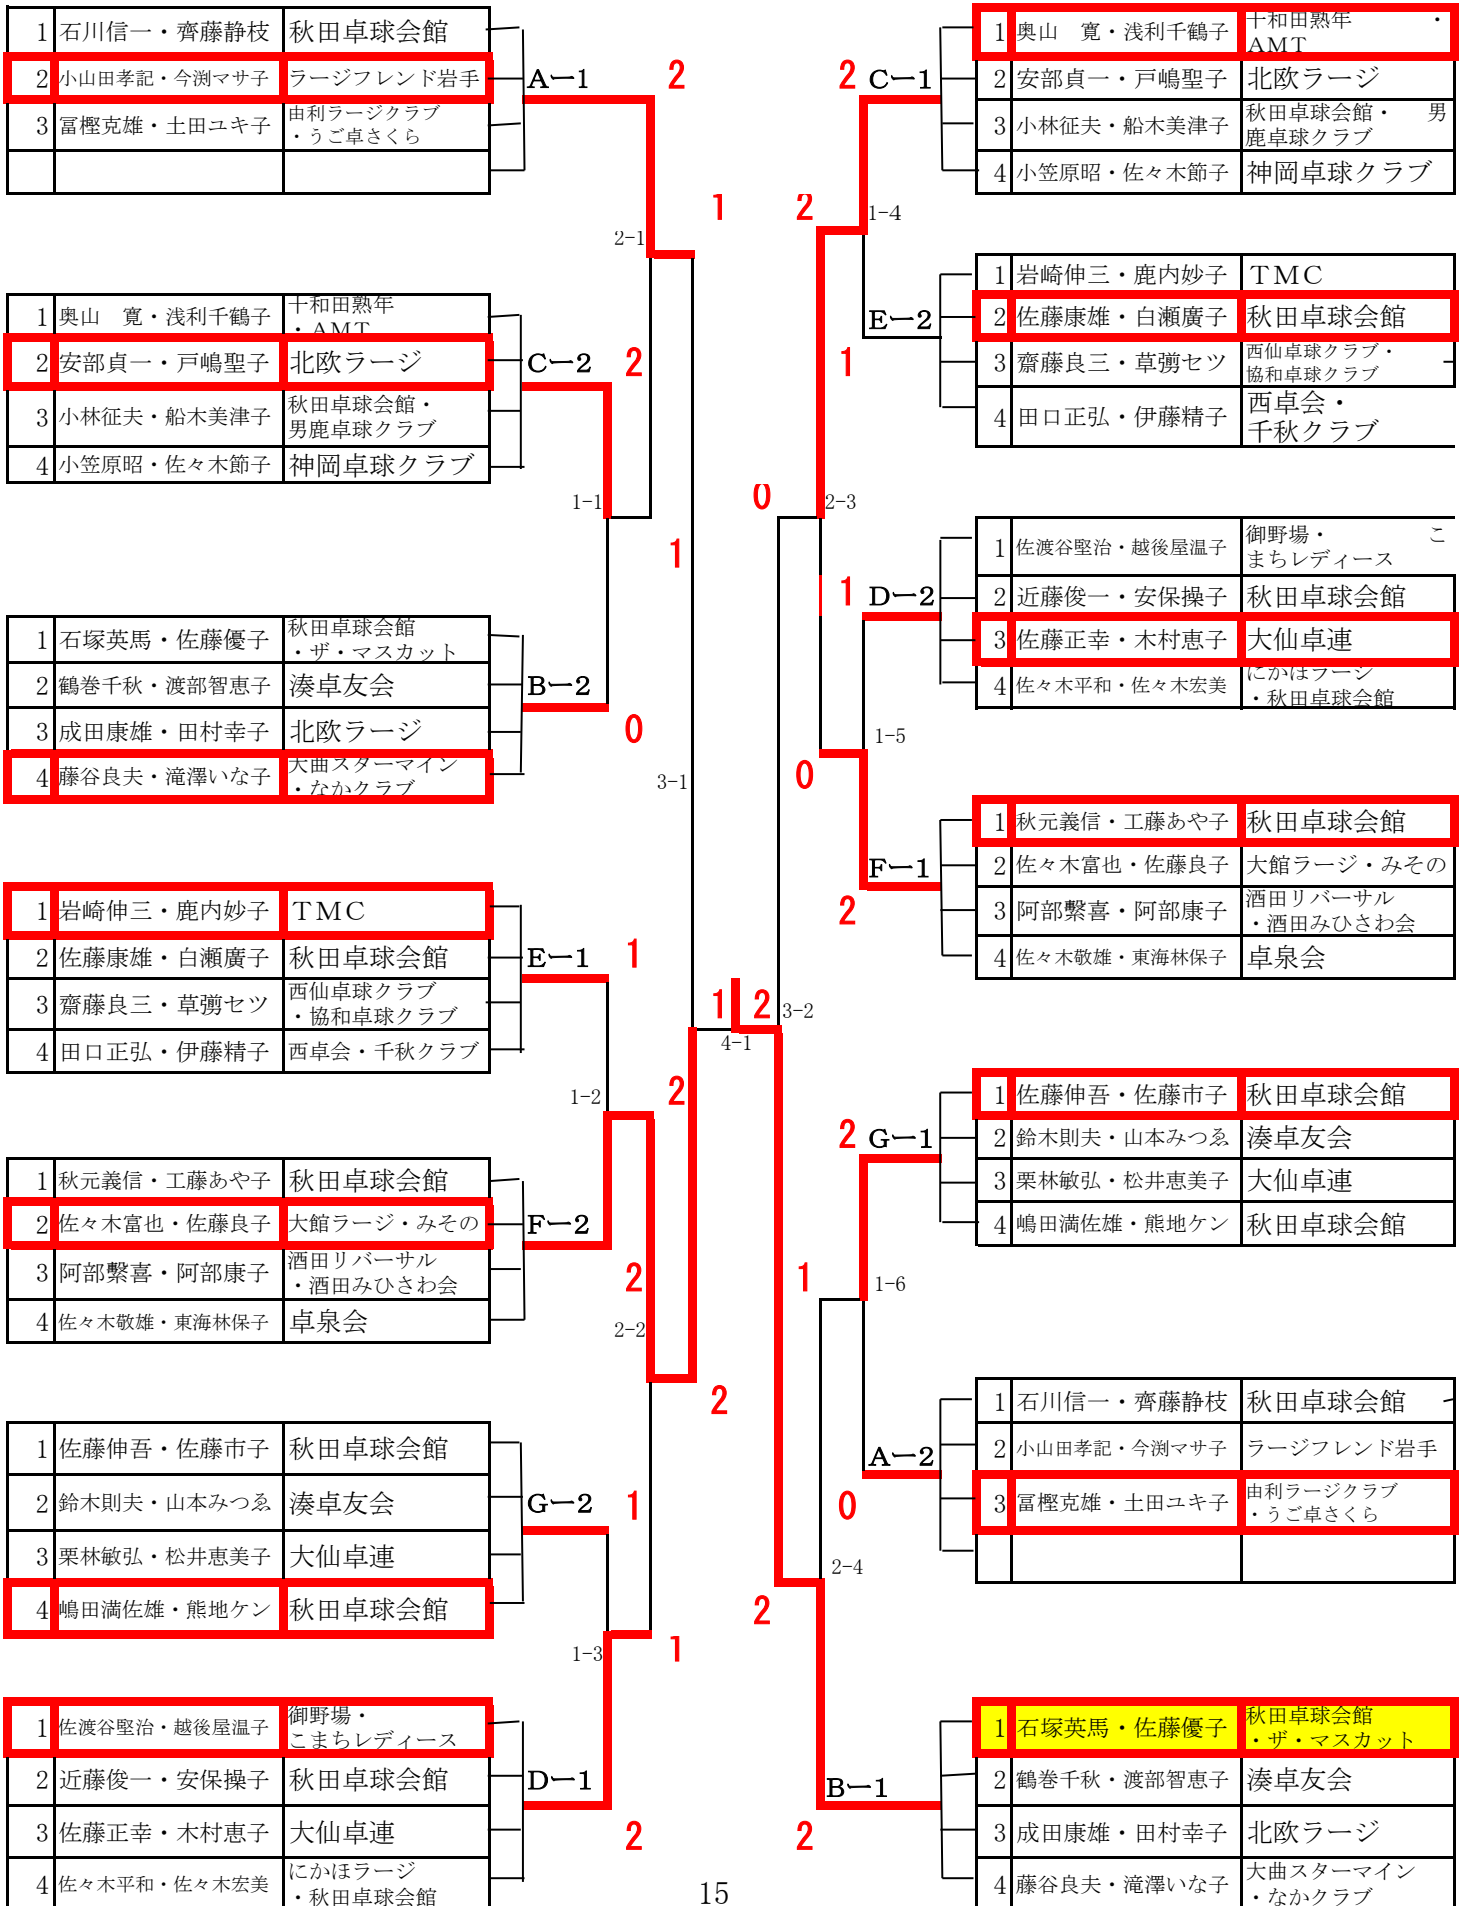 1 石川信一・齊藤静枝 秋田卓球会館
2 小山田孝記・今渕マサ子 ラージフレンド岩手
A－1
2
3 冨樫克雄・土田ユキ子 由利ラージクラブ
・うご卓さくら
1
2-1
1 奥山　寛・浅利千鶴子 十和田熟年
・ＡＭＴ
2 安部貞一・戸嶋聖子 北欧ラージ
C－2
2
3 小林征夫・船木美津子 秋田卓球会館・
男鹿卓球クラブ
4 小笠原昭・佐々木節子 神岡卓球クラブ
1-1
1
1 石塚英馬・佐藤優子 秋田卓球会館
・ザ・マスカット
2 鶴巻千秋・渡部智恵子 湊卓友会
B－2
3 成田康雄・田村幸子 北欧ラージ
0
4 藤谷良夫・滝澤いな子 大曲スターマイン
・なかクラブ
3-1
1 岩崎伸三・鹿内妙子 ＴＭＣ
2 佐藤康雄・白瀬廣子 秋田卓球会館
E－1
1
3 齋藤良三・草彅セツ 西仙卓球クラブ
・協和卓球クラブ
4 田口正弘・伊藤精子 西卓会・千秋クラブ
1-2
2
1 秋元義信・工藤あや子 秋田卓球会館
2 佐々木富也・佐藤良子 大館ラージ・みその
F－2
3 阿部繫喜・阿部康子 酒田リバーサル
・酒田みひさわ会
2
4 佐々木敬雄・東海林保子 卓泉会
2-2
2
1 佐藤伸吾・佐藤市子 秋田卓球会館
2 鈴木則夫・山本みつゑ 湊卓友会
G－2
1
3 栗林敏弘・松井恵美子 大仙卓連
4 嶋田満佐雄・熊地ケン 秋田卓球会館
1-3
1
1 佐渡谷堅治・越後屋温子 御野場・
こまちレディース
2 近藤俊一・安保操子 秋田卓球会館
D－1
3 佐藤正幸・木村恵子 大仙卓連
2
4 佐々木平和・佐々木宏美 にかほラージ
・秋田卓球会館
1
2
4-1
1 奥山　寛・浅利千鶴子 十和田熟年　・
ＡＭＴ
2 C－1
2 安部貞一・戸嶋聖子 北欧ラージ
3 小林征夫・船木美津子 秋田卓球会館・　男
鹿卓球クラブ
4 小笠原昭・佐々木節子 神岡卓球クラブ
2
1-4
1 岩崎伸三・鹿内妙子 ＴＭＣ
E－2
2 佐藤康雄・白瀬廣子 秋田卓球会館
1
3 齋藤良三・草彅セツ 西仙卓球クラブ・
協和卓球クラブ
4 田口正弘・伊藤精子 西卓会・
千秋クラブ
0
2-3
1 佐渡谷堅治・越後屋温子 御野場・　こ
まちレディース
1 D－2
2 近藤俊一・安保操子 秋田卓球会館
3 佐藤正幸・木村恵子 大仙卓連
4 佐々木平和・佐々木宏美 にかほラージ
・秋田卓球会館
1-5
0
1 秋元義信・工藤あや子 秋田卓球会館
F－1
2 佐々木富也・佐藤良子 大館ラージ・みその
2
3 阿部繫喜・阿部康子 酒田リバーサル
・酒田みひさわ会
4 佐々木敬雄・東海林保子 卓泉会
3-2
1 佐藤伸吾・佐藤市子 秋田卓球会館
2 G－1
2 鈴木則夫・山本みつゑ 湊卓友会
3 栗林敏弘・松井恵美子 大仙卓連
4 嶋田満佐雄・熊地ケン 秋田卓球会館
1
1-6
1 石川信一・齊藤静枝 秋田卓球会館
A－2
2 小山田孝記・今渕マサ子 ラージフレンド岩手
0
3 冨樫克雄・土田ユキ子 由利ラージクラブ
・うご卓さくら
2-4
2
1 石塚英馬・佐藤優子 秋田卓球会館
・ザ・マスカット
B－1
2 鶴巻千秋・渡部智恵子 湊卓友会
2
3 成田康雄・田村幸子 北欧ラージ
4 藤谷良夫・滝澤いな子 大曲スターマイン
・なかクラブ
15